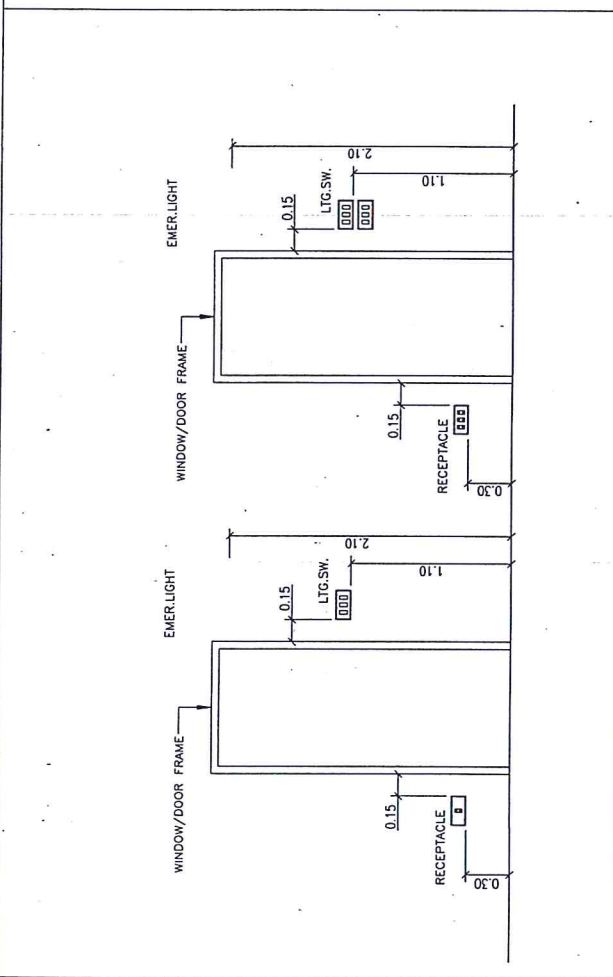 WINDOW/DOOR FRAME
EMER.LIGHT
0.15
LTG.SW.
2.10
1.10
0.15
RECEPTACLE
0.30
WINDOW/DOOR FRAME
EMER.LIGHT
0.15
LTG.SW.
2.10
1.10
0.15
RECEPTACLE
0.30